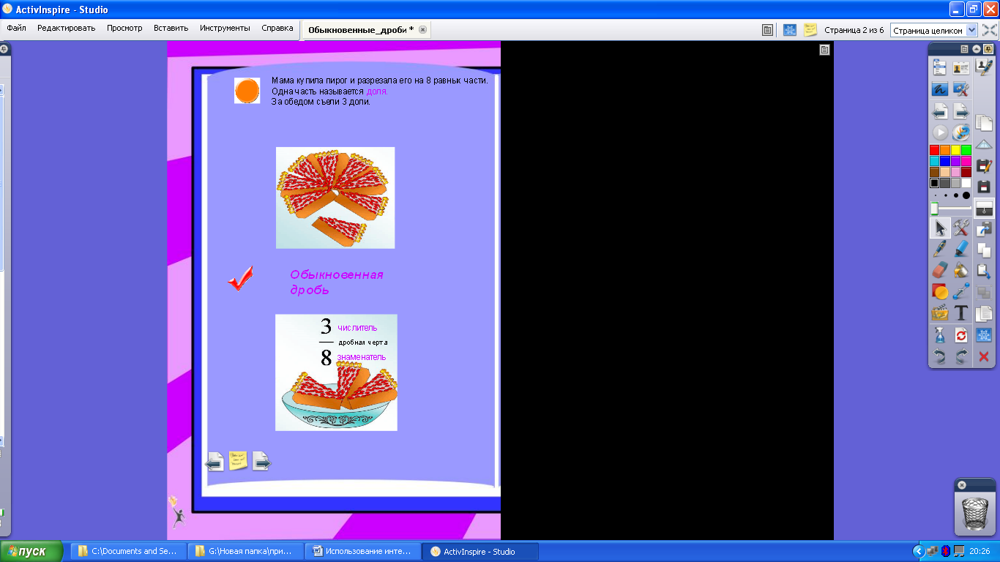 ActivInspire - Studio
Файл Редактировать Просмотр Вставить Инструменты Справка
Обыкновенные_дроби *
Страница 2 из 6
Страница целиком
Мама купила пирог и разрезала его на 8 равных части.
Одна часть называется доля.
За обедом съели 3 доли.
Обыкновенная
дробь
3 числитель
дробная черта
8 знаменатель
T
пуск
C:\Documents and Se...
G:\Новая папка\при...
Использование инте...
ActivInspire - Studio
20:26